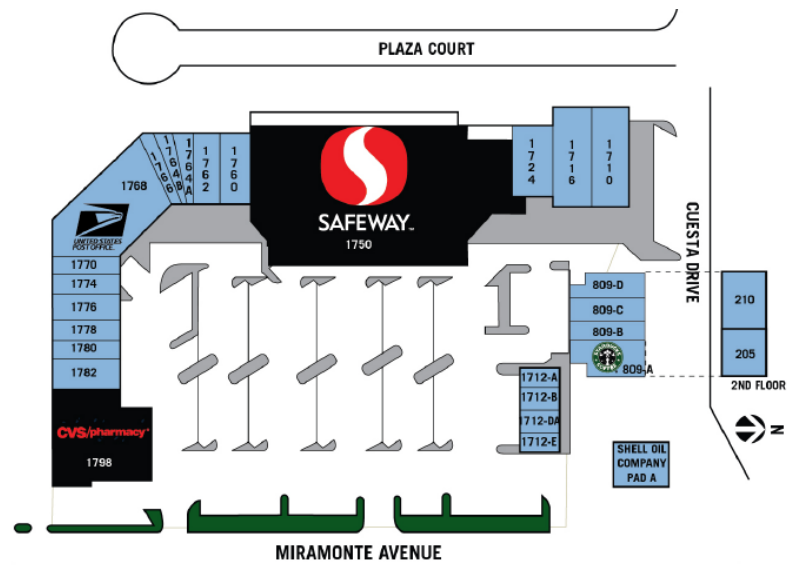 PLAZA COURT
1768
1766
1764B
1764A
1762
1760
SAFEWAY
1750
1724
1716
1710
UNITED STATES
POST OFFICE
CUESTA DRIVE
1770
1774
1776
1778
1780
1782
809-D
809-C
809-B
809-A
210
205
2ND FLOOR
1712-A
1712-B
1712-DA
1712-E
N
CVS/pharmacy
1798
SHELL OIL
COMPANY
PAD A
MIRAMONTE AVENUE